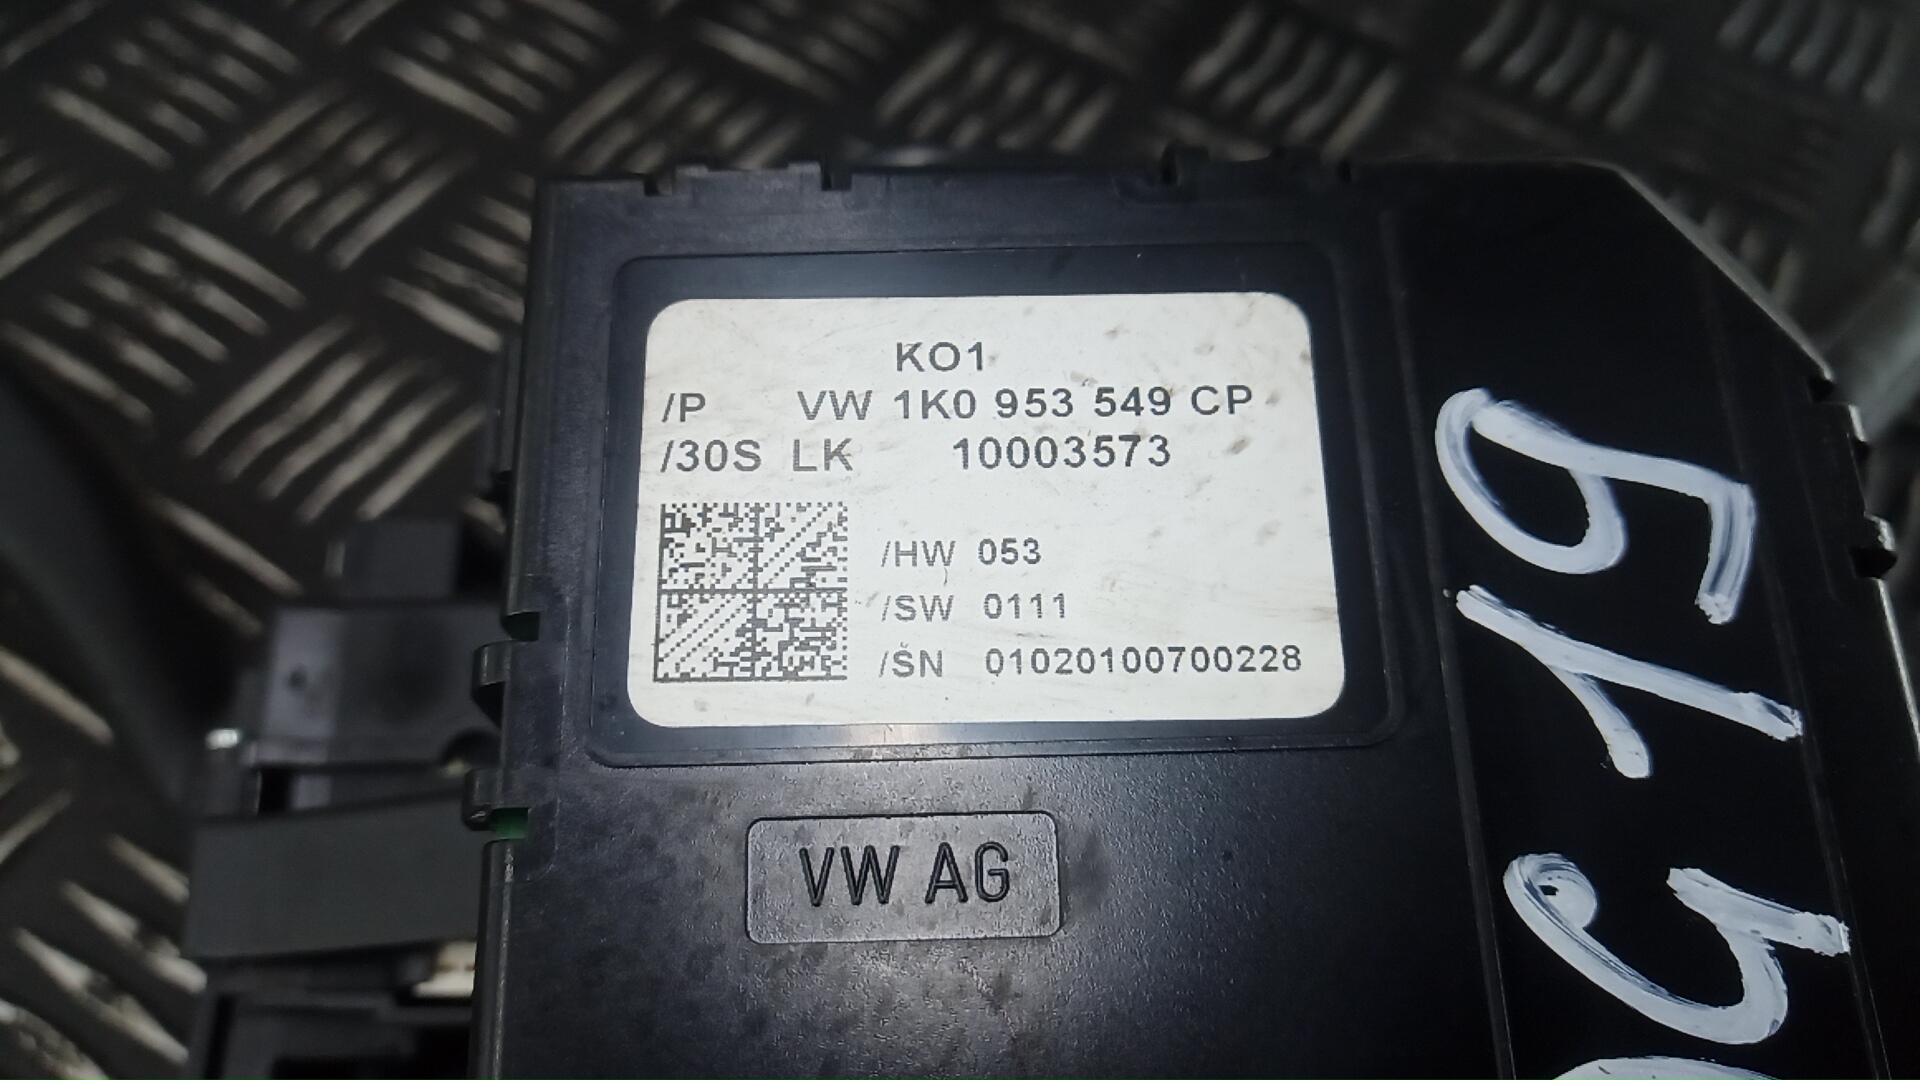 KO1
/P VW 1K0 953 549 CP
/30S LK 10003573
/HW 053
/SW 0111
/SN 01020100700228
VW AG